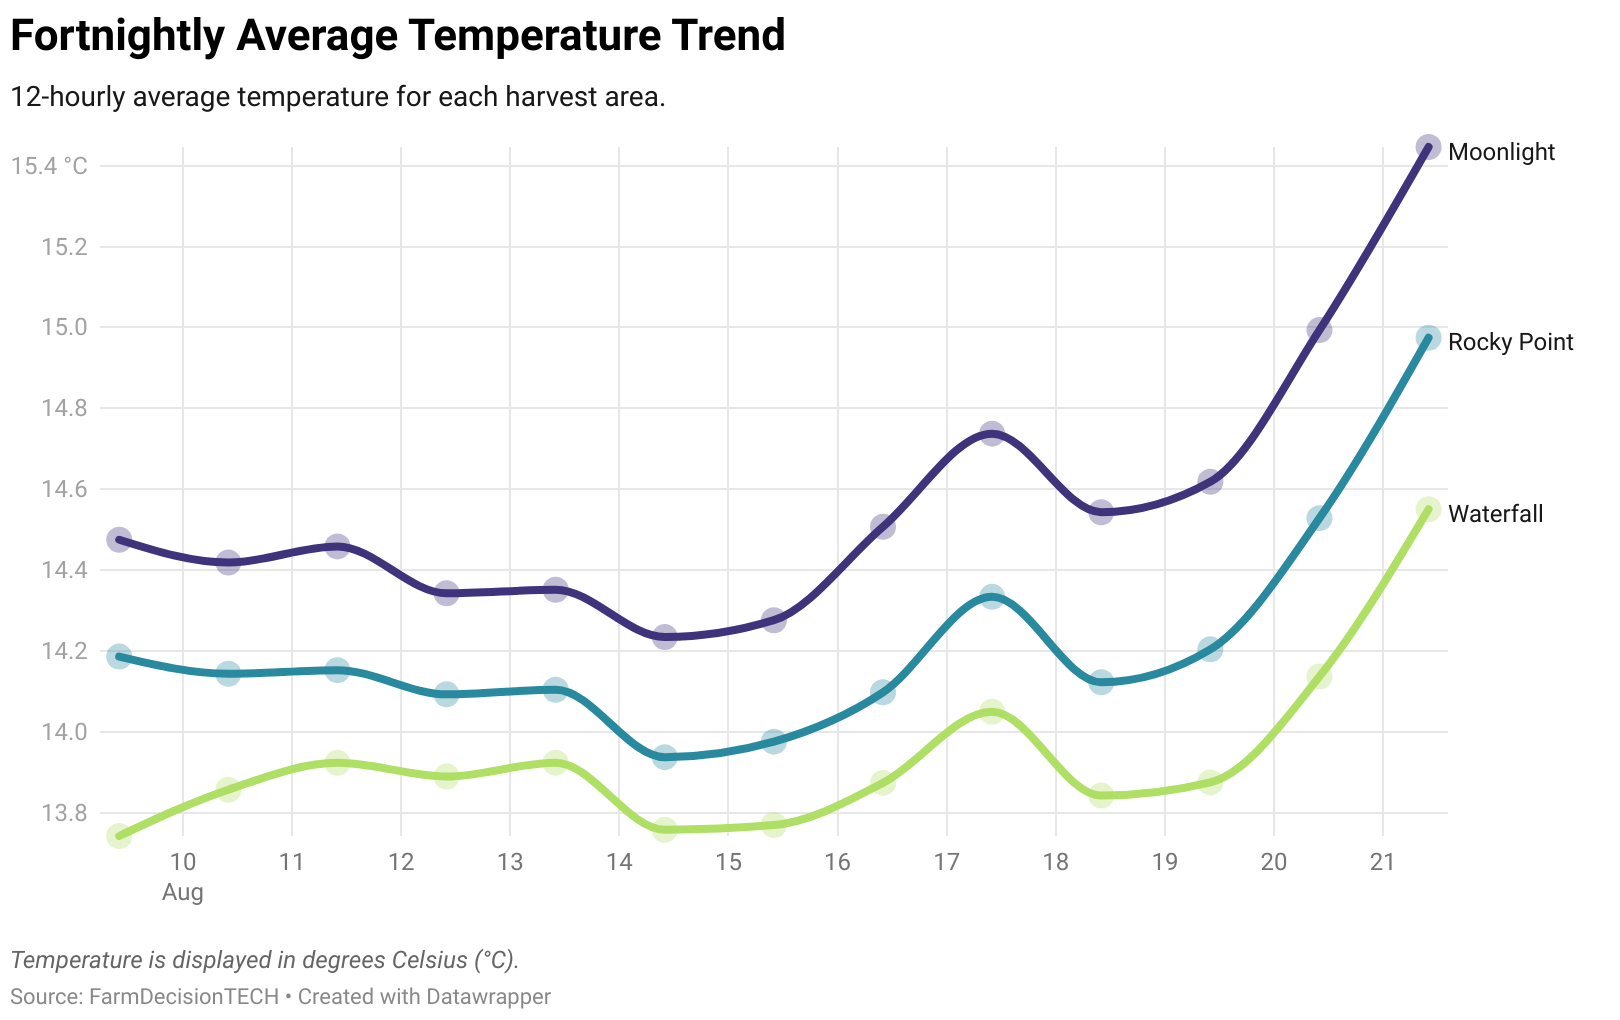 Fortnightly Average Temperature Trend
12-hourly average temperature for each harvest area.
15.4 °C
15.2
15.0
14.8
14.6
14.4
14.2
14.0
13.8
Moonlight
Rocky Point
Waterfall
10 11 12 13 14 15 16 17 18 19 20 21
Aug
Temperature is displayed in degrees Celsius (°C).
Source: FarmDecisionTECH • Created with Datawrapper